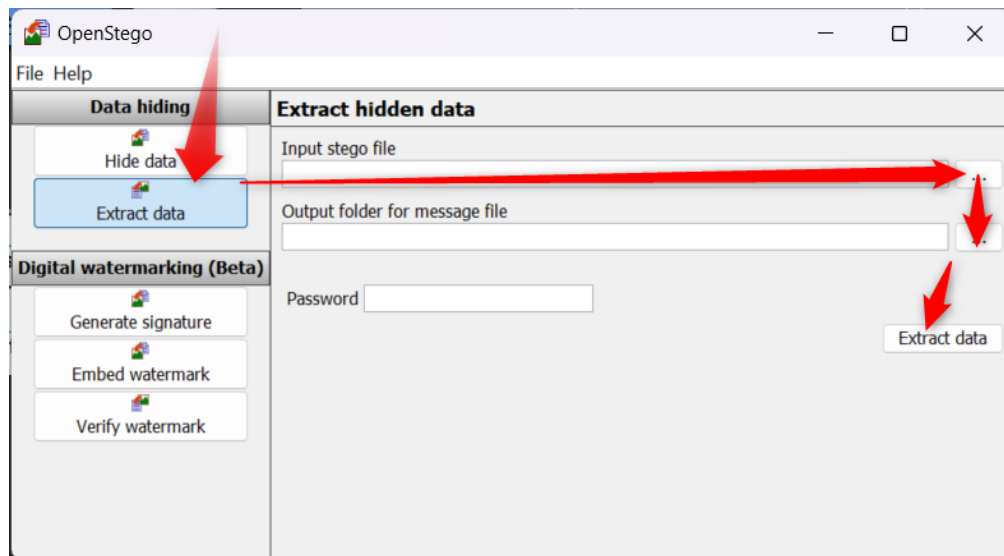 OpenStego
File Help
Data hiding
Hide data
Extract data
Digital watermarking (Beta)
Generate signature
Embed watermark
Verify watermark
Extract hidden data
Input stego file
...
Output folder for message file
...
Password
Extract data